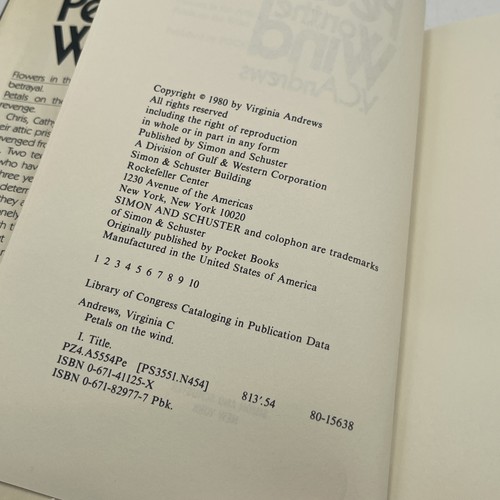 Pe
W
Flowers in th
betrayal.
Petals on the
revenge.
Chris, Cath
eir attic pris
venged fro
Two te
who hav
three ye
deter
they a
nely
Copyright © 1980 by Virginia Andrews
All rights reserved
including the right of reproduction
in whole or in part in any form
Published by Simon and Schuster
A Division of Gulf & Western Corporation
Simon & Schuster Building
Rockefeller Center
1230 Avenue of the Americas
New York, New York 10020
SIMON AND SCHUSTER and colophon are trademarks
of Simon & Schuster
Originally published by Pocket Books
Manufactured in the United States of America
1 2 3 4 5 6 7 8 9 10
Library of Congress Cataloging in Publication Data
Andrews, Virginia C
Petals on the wind.
I. Title.
PZ4.A5554Pe [PS3551.N454] 813'.54 80-15638
ISBN 0-671-41125-X
ISBN 0-671-82977-7 Pbk.